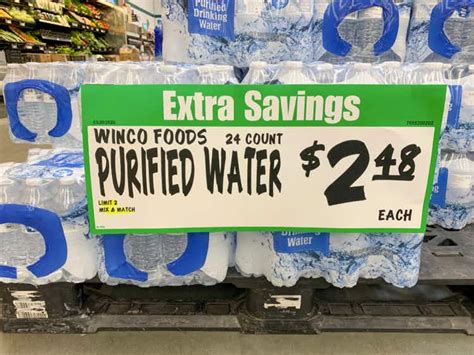 Purified
Drinking
Water
Extra Savings
WINCO FOODS 24 COUNT
PURIFIED WATER $2.48
LIMIT 2
MIX & MATCH
EACH
Water